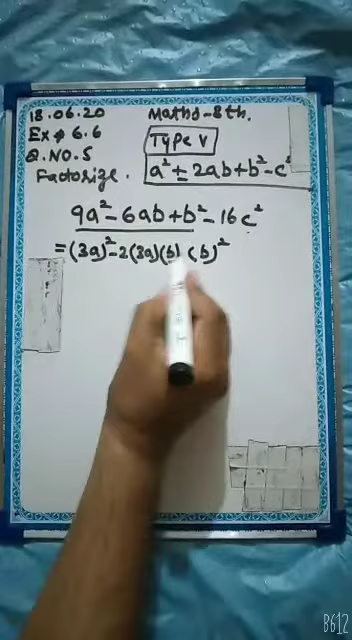 18.06.20
Maths-8th.
Ex # 6.6
Type V
Q.NO.5
a² ± 2ab+b²-c²
Factorize.
9a²-6ab+b²-16c²
=(3a)²-2(3a)(b) (b)²
B612